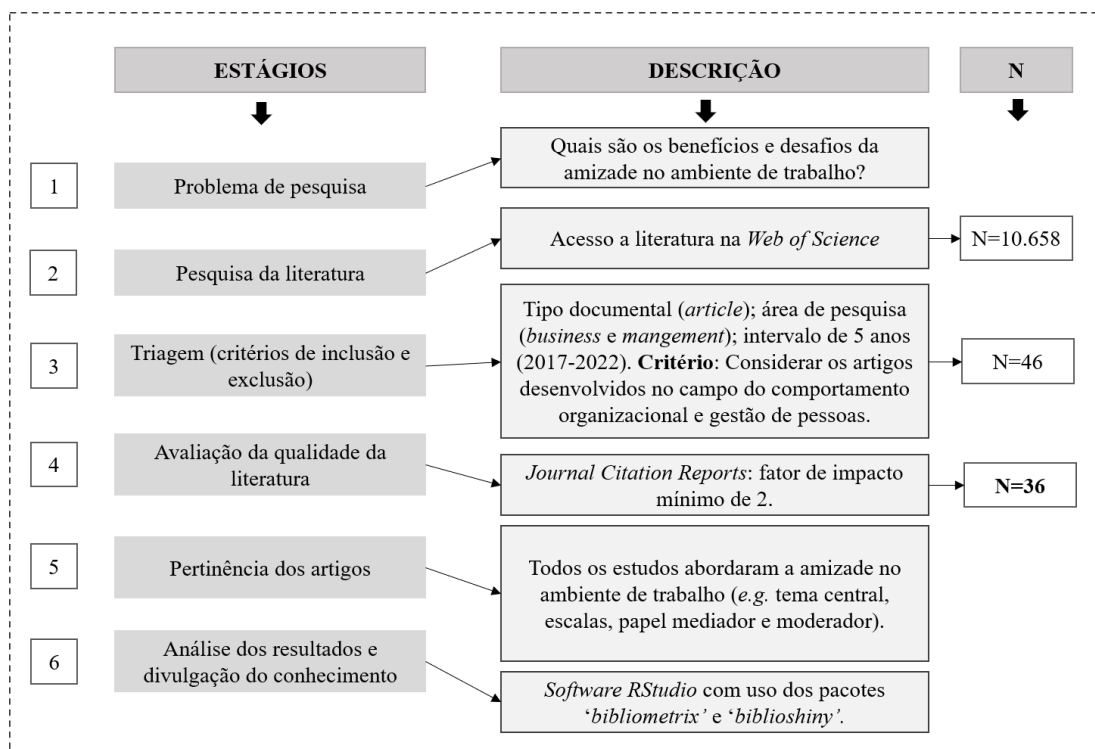 ESTÁGIOS
DESCRIÇÃO
N
1
Problema de pesquisa
Quais são os benefícios e desafios da
amizade no ambiente de trabalho?
2
Pesquisa da literatura
Acesso a literatura na Web of Science
N=10.658
3
Triagem (critérios de inclusão e
exclusão)
Tipo documental (article); área de pesquisa
(business e mangement); intervalo de 5 anos
(2017-2022). Critério: Considerar os artigos
desenvolvidos no campo do comportamento
organizacional e gestão de pessoas.
N=46
4
Avaliação da qualidade da
literatura
Journal Citation Reports: fator de impacto
mínimo de 2.
N=36
5
Pertinência dos artigos
Todos os estudos abordaram a amizade no
ambiente de trabalho (e.g. tema central,
escalas, papel mediador e moderador).
6
Análise dos resultados e
divulgação do conhecimento
Software RStudio com uso dos pacotes
‘bibliometrix’ e ‘biblioshiny’.